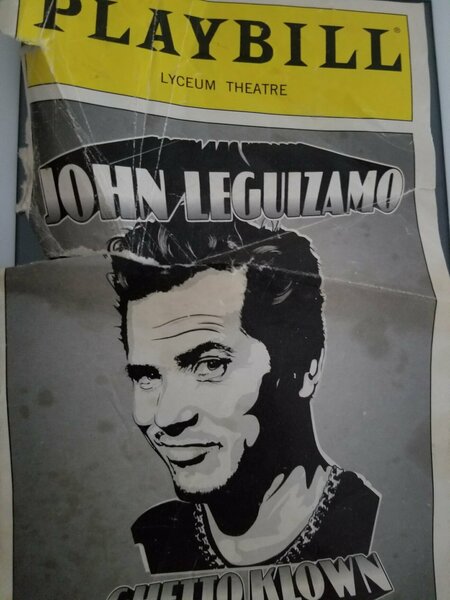 PLAYBILL®
LYCEUM THEATRE
JOHN LEGUIZAMO
GHETTO KLOWN